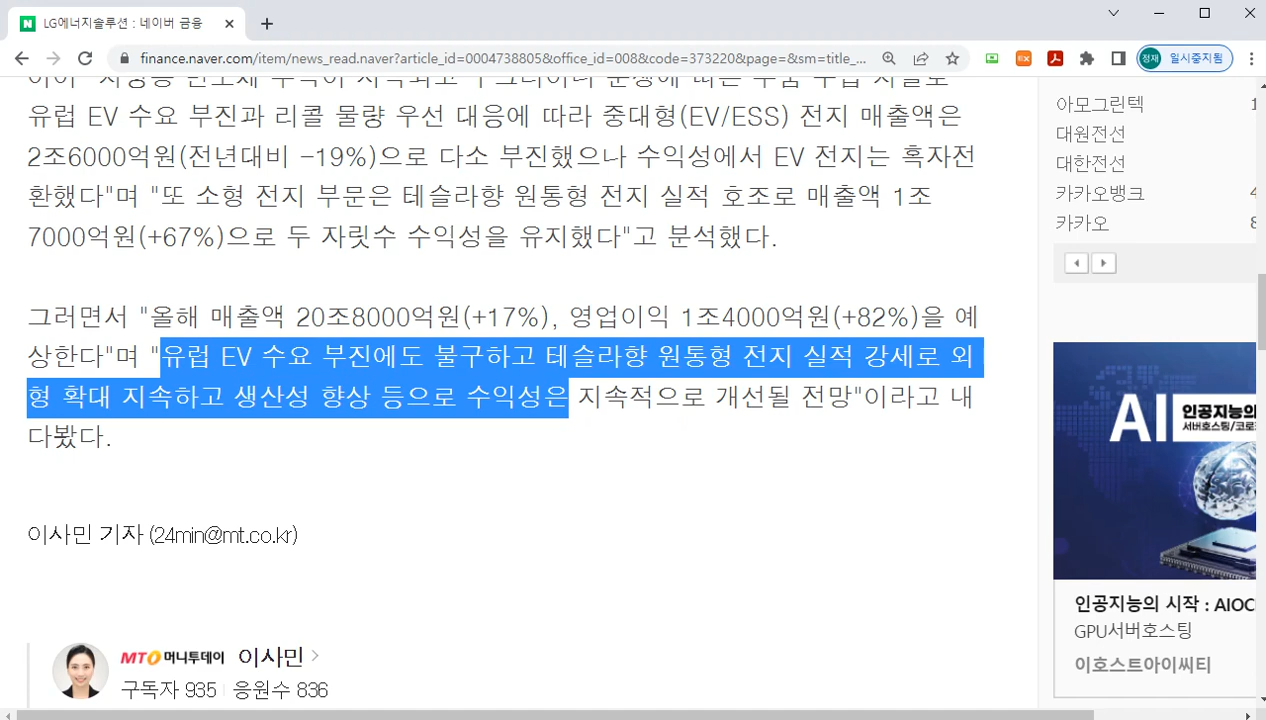 LG에너지솔루션 : 네이버 금융
finance.naver.com/item/news_read.naver?article_id=0004738805&office_id=008&code=373220&page=&sm=title_...
정재 일시중지됨
유럽 EV 수요 부진과 리콜 물량 우선 대응에 따라 중대형(EV/ESS) 전지 매출액은
2조6000억원(전년대비 -19%)으로 다소 부진했으나 수익성에서 EV 전지는 흑자전
환했다"며 "또 소형 전지 부문은 테슬라향 원통형 전지 실적 호조로 매출액 1조
7000억원(+67%)으로 두 자릿수 수익성을 유지했다"고 분석했다.
그러면서 "올해 매출액 20조8000억원(+17%), 영업이익 1조4000억원(+82%)을 예
상한다"며 "유럽 EV 수요 부진에도 불구하고 테슬라향 원통형 전지 실적 강세로 외
형 확대 지속하고 생산성 향상 등으로 수익성은 지속적으로 개선될 전망"이라고 내
다봤다.
이사민 기자 (24min@mt.co.kr)
MTO 머니투데이 이사민
구독자 935 응원수 836
아모그린텍 1
대원전선
대한전선
카카오뱅크 4
카카오 8
AI 인공지능의
서버호스팅/코로
인공지능의 시작 : AIOC
GPU서버호스팅
이호스트아이씨티